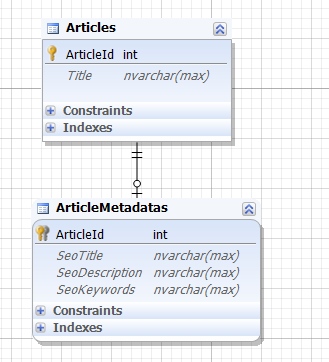 Articles
ArticleId int
Title nvarchar(max)
Constraints
Indexes
ArticleMetadatas
ArticleId int
SeoTitle nvarchar(max)
SeoDescription nvarchar(max)
SeoKeywords nvarchar(max)
Constraints
Indexes